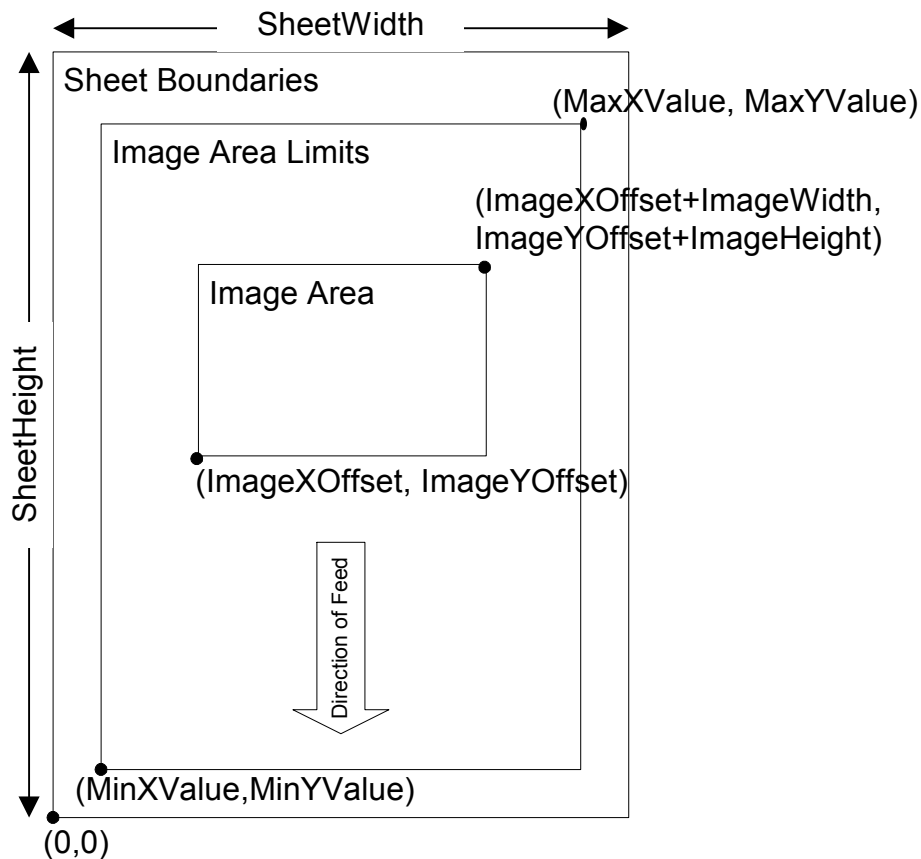 SheetWidth
Sheet Boundaries
(MaxXValue, MaxYValue)
Image Area Limits
(ImageXOffset+ImageWidth,
ImageYOffset+ImageHeight)
Image Area
SheetHeight
(ImageXOffset, ImageYOffset)
Direction of Feed
(MinXValue,MinYValue)
(0,0)